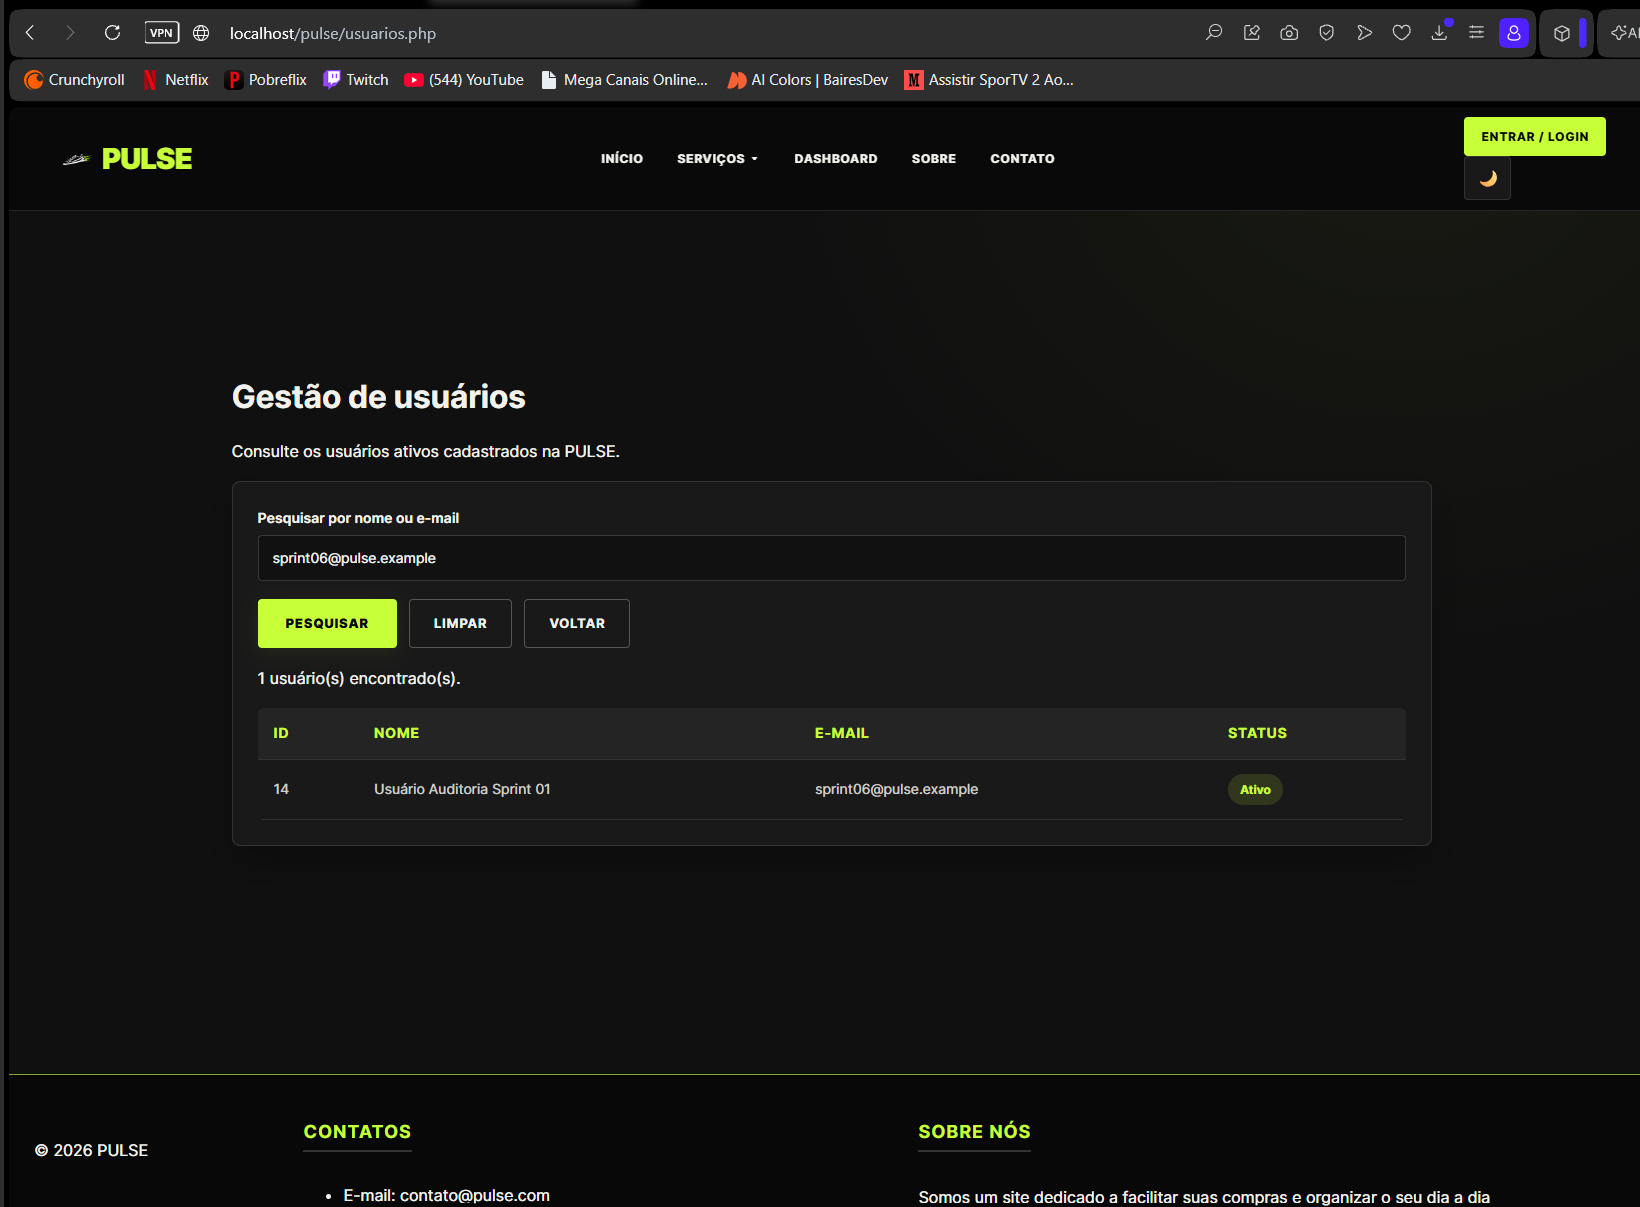 VPN
localhost/pulse/usuarios.php
AI
Crunchyroll
Netflix
Pobreflix
Twitch
(544) YouTube
Mega Canais Online...
AI Colors | BairesDev
M
Assistir SporTV 2 Ao...
PULSE
INÍCIO
SERVIÇOS
DASHBOARD
SOBRE
CONTATO
ENTRAR / LOGIN
Gestão de usuários
Consulte os usuários ativos cadastrados na PULSE.
Pesquisar por nome ou e-mail
sprint06@pulse.example
PESQUISAR
LIMPAR
VOLTAR
1 usuário(s) encontrado(s).
ID NOME E-MAIL STATUS
14 Usuário Auditoria Sprint 01 sprint06@pulse.example Ativo
© 2026 PULSE
CONTATOS
• E-mail: contato@pulse.com
SOBRE NÓS
Somos um site dedicado a facilitar suas compras e organizar o seu dia a dia